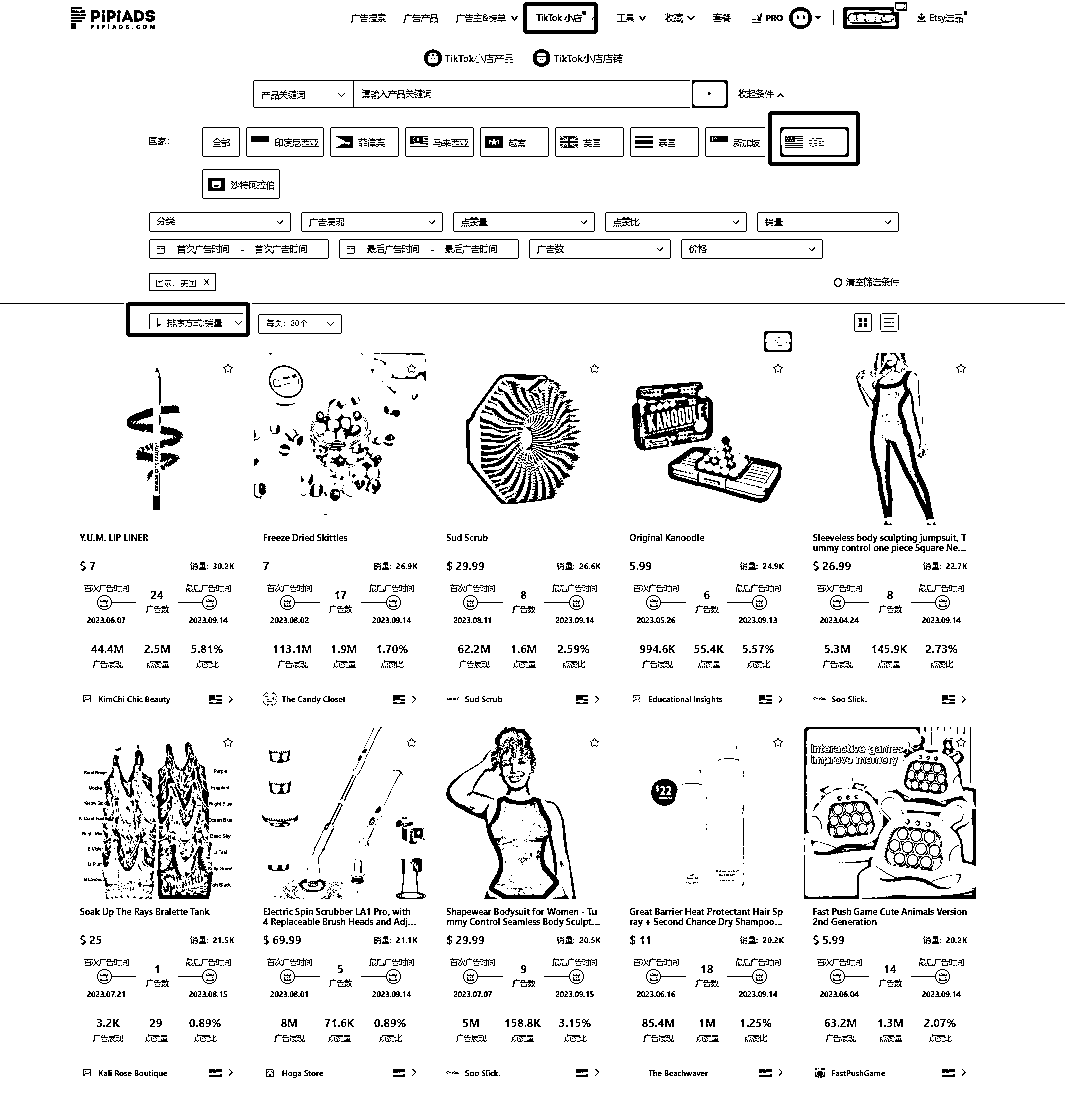 PiPiADS
PIPIADS.COM
广告搜索 广告产品 广告主&榜单 TikTok 小店 工具 收藏 套餐 PRO Etsy选品
TikTok小店产品 TikTok小店店铺
产品关键词 请输入产品关键词 收起条件
国家: 全部 印度尼西亚 菲律宾 马来西亚 越南 英国 泰国 新加坡 美国
沙特阿拉伯
分类 广告展现 点赞量 点赞比 销量
首次广告时间 - 首次广告时间 最后广告时间 - 最后广告时间 广告数 价格
国家: 美国 X 清空筛选条件
排序方式:销量 每页: 30个
KANOODLE
Y.U.M. LIP LINER Freeze Dried Skittles Sud Scrub Original Kanoodle Sleeveless body sculpting jumpsuit, T
ummy control one piece Square Ne...
$ 7 销量: 30.2K 7 销量: 26.9K $ 29.99 销量: 26.6K 5.99 销量: 24.9K $ 26.99 销量: 22.7K
首次广告时间 最后广告时间 首次广告时间 最后广告时间 首次广告时间 最后广告时间 首次广告时间 最后广告时间 首次广告时间 最后广告时间
24 17 8 6 8
广告数 广告数 广告数 广告数 广告数
2023.06.07 2023.09.14 2023.08.02 2023.09.14 2023.08.11 2023.09.14 2023.05.26 2023.09.13 2023.04.24 2023.09.14
44.4M 2.5M 5.81% 113.1M 1.9M 1.70% 62.2M 1.6M 2.59% 994.6K 55.4K 5.57% 5.3M 145.9K 2.73%
广告展现 点赞量 点赞比 广告展现 点赞量 点赞比 广告展现 点赞量 点赞比 广告展现 点赞量 点赞比 广告展现 点赞量 点赞比
KimChi Chic Beauty The Candy Closet Sud Scrub Educational Insights Soo Slick.
Purple
$22
Interactive games
Improve memory
Soak Up The Rays Bralette Tank Electric Spin Scrubber LA1 Pro, with Shapewear Bodysuit for Women - Tu Great Barrier Heat Protectant Hair Sp Fast Push Game Cute Animals Version
4 Replaceable Brush Heads and Adj... mmy Control Seamless Body Sculpt... ray + Second Chance Dry Shampoo... 2nd Generation
$ 25 销量: 21.5K $ 69.99 销量: 21.1K $ 29.99 销量: 20.5K $ 11 销量: 20.2K $ 5.99 销量: 20.2K
首次广告时间 最后广告时间 首次广告时间 最后广告时间 首次广告时间 最后广告时间 首次广告时间 最后广告时间 首次广告时间 最后广告时间
1 5 9 18 14
广告数 广告数 广告数 广告数 广告数
2023.07.21 2023.08.15 2023.08.01 2023.09.14 2023.07.07 2023.09.15 2023.06.16 2023.09.14 2023.06.04 2023.09.14
3.2K 29 0.89% 8M 71.6K 0.89% 5M 158.8K 3.15% 85.4M 1M 1.25% 63.2M 1.3M 2.07%
广告展现 点赞量 点赞比 广告展现 点赞量 点赞比 广告展现 点赞量 点赞比 广告展现 点赞量 点赞比 广告展现 点赞量 点赞比
Kali Rose Boutique Hoga Store Soo Slick. The Beachwaver FastPushGame